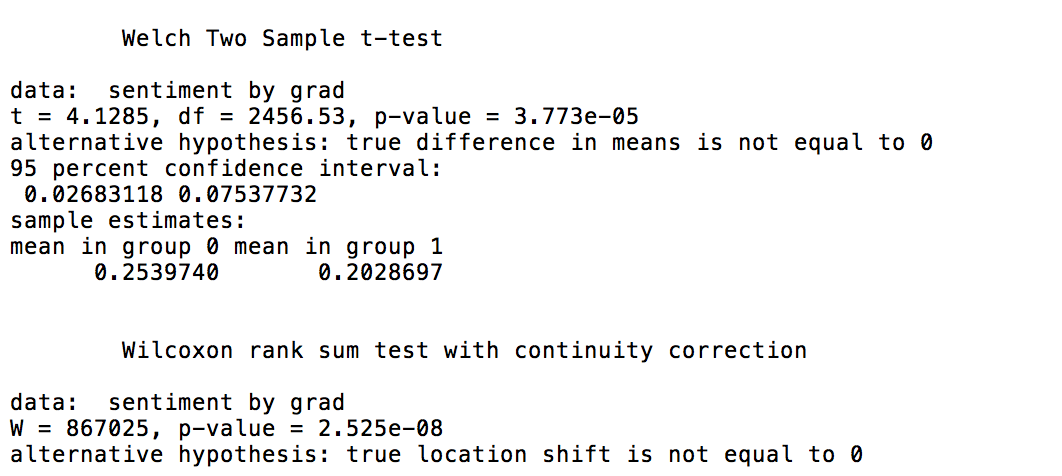 Welch Two Sample t-test
data:  sentiment by grad
t = 4.1285, df = 2456.53, p-value = 3.773e-05
alternative hypothesis: true difference in means is not equal to 0
95 percent confidence interval:
 0.02683118 0.07537732
sample estimates:
mean in group 0 mean in group 1
      0.2539740       0.2028697
Wilcoxon rank sum test with continuity correction
data:  sentiment by grad
W = 867025, p-value = 2.525e-08
alternative hypothesis: true location shift is not equal to 0